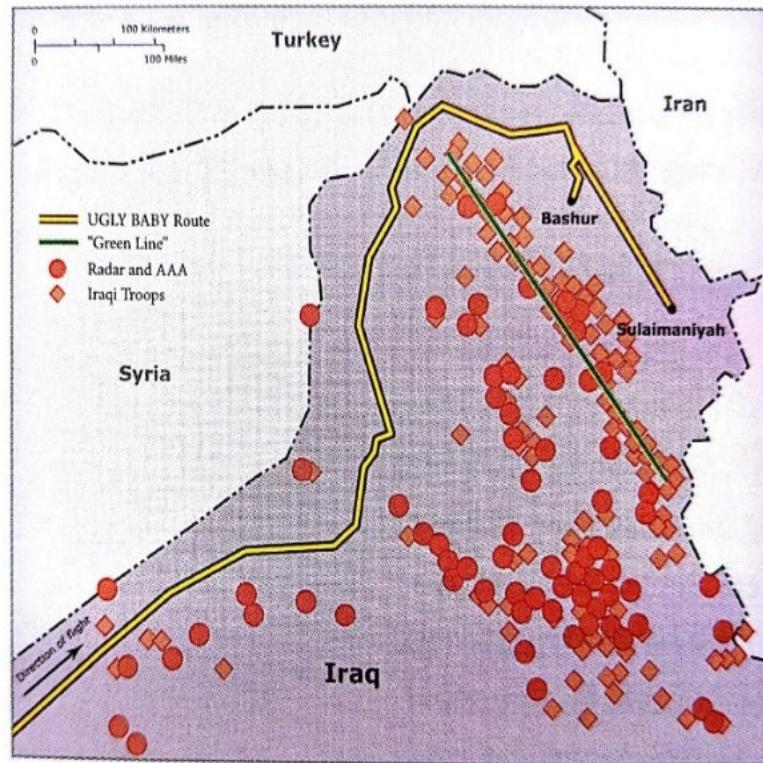 0 100 Kilometers
0 100 Miles
Turkey
Iran
UGLY BABY Route
"Green Line"
Radar and AAA
Iraqi Troops
Bashur
Sulaimaniyah
Syria
Direction of flight
Iraq